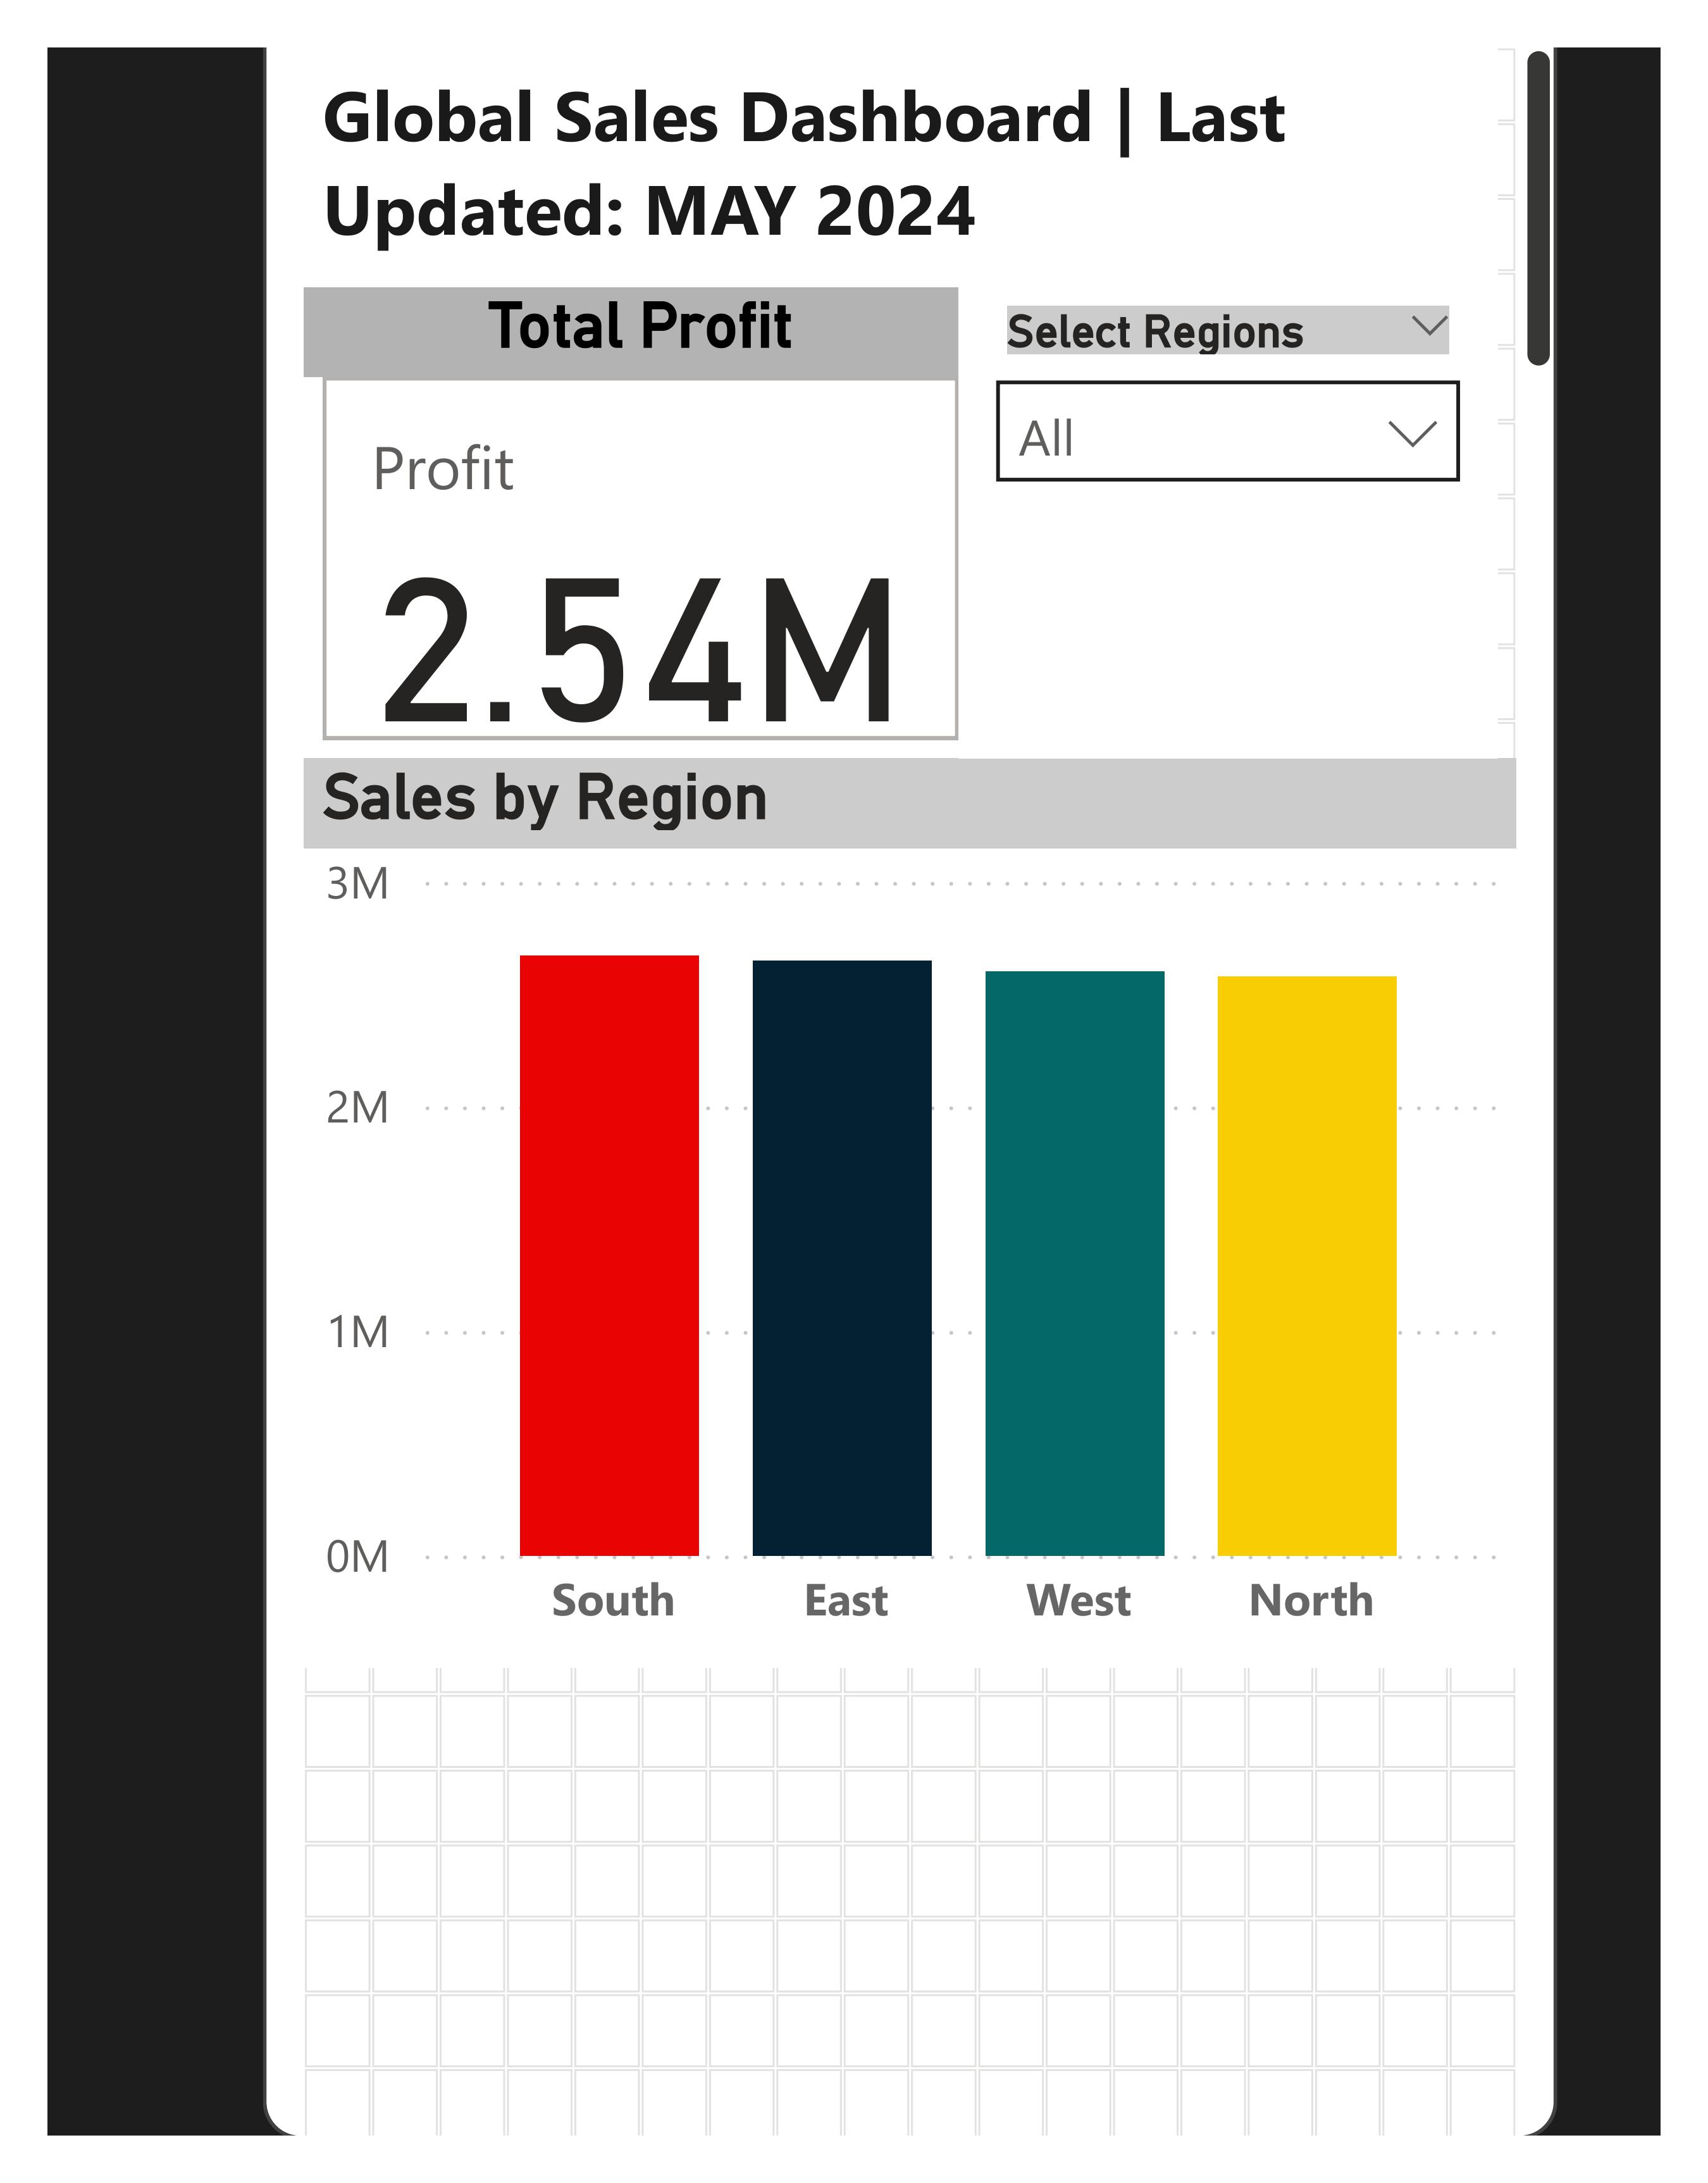 Global Sales Dashboard | Last
Updated: MAY 2024
Total Profit
Select Regions
Profit
All
2.54M
Sales by Region
3M
2M
1M
0M
South East West North